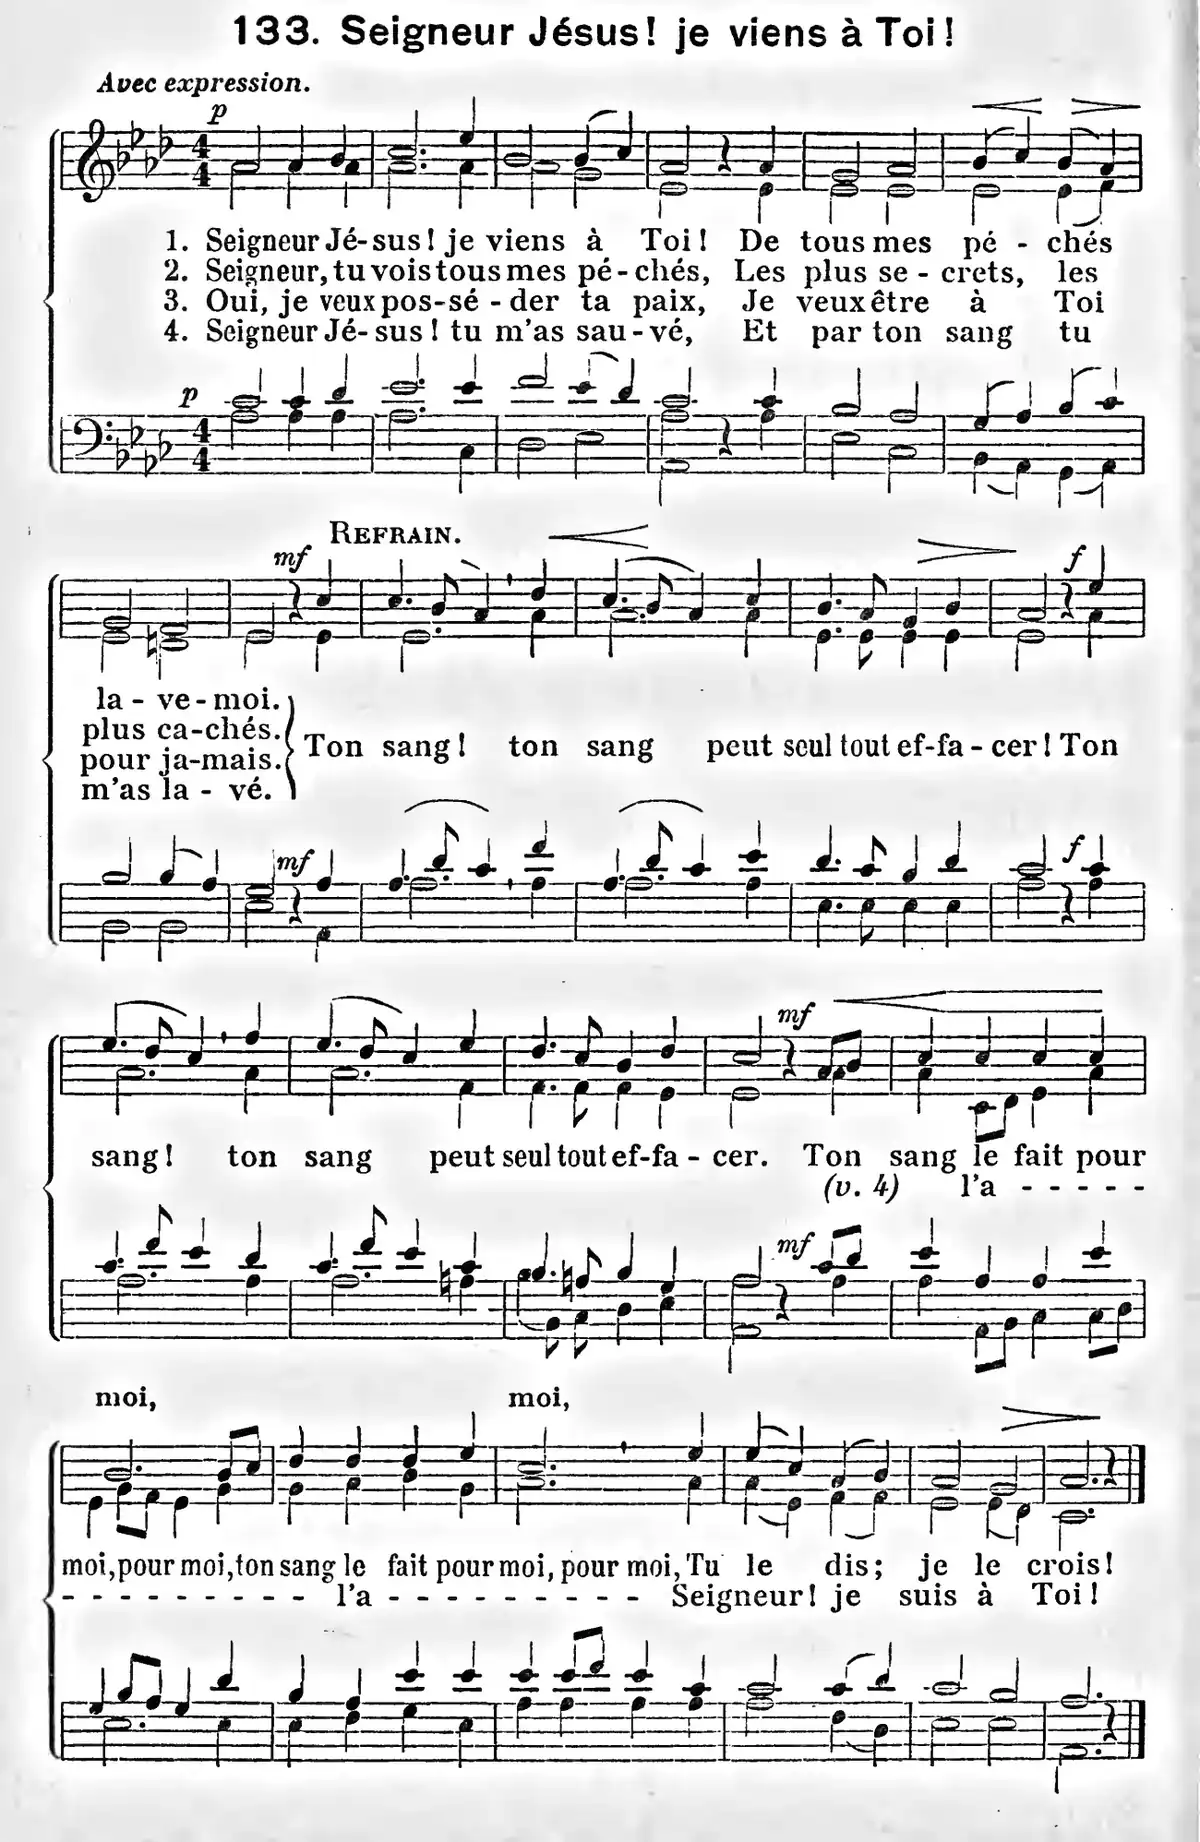 133. Seigneur Jésus! je viens à Toi!
Avec expression.
p
4
4
1. Seigneur Jé-sus! je viens à Toi! De tous mes pé - chés
2. Seigneur, tu vois tous mes pé-chés, Les plus se - crets, les
3. Oui, je veux pos-sé - der ta paix, Je veux être à Toi
4. Seigneur Jé-sus! tu m'as sau-vé, Et par ton sang tu
p
4
4
REFRAIN.
mf
f
la - ve-moi.
plus ca-chés.
pour ja-mais.
m'as la - vé.
Ton sang! ton sang peut seul tout ef-fa - cer! Ton
mf
f
mf
sang! ton sang peut seul tout ef-fa - cer. Ton sang le fait pour
(v. 4) l'a - - - - -
mf
moi, moi,
moi, pour moi, ton sang le fait pour moi, pour moi, Tu le dis; je le crois!
- - - - - - - - - l'a - - - - - - - - - Seigneur! je suis à Toi!